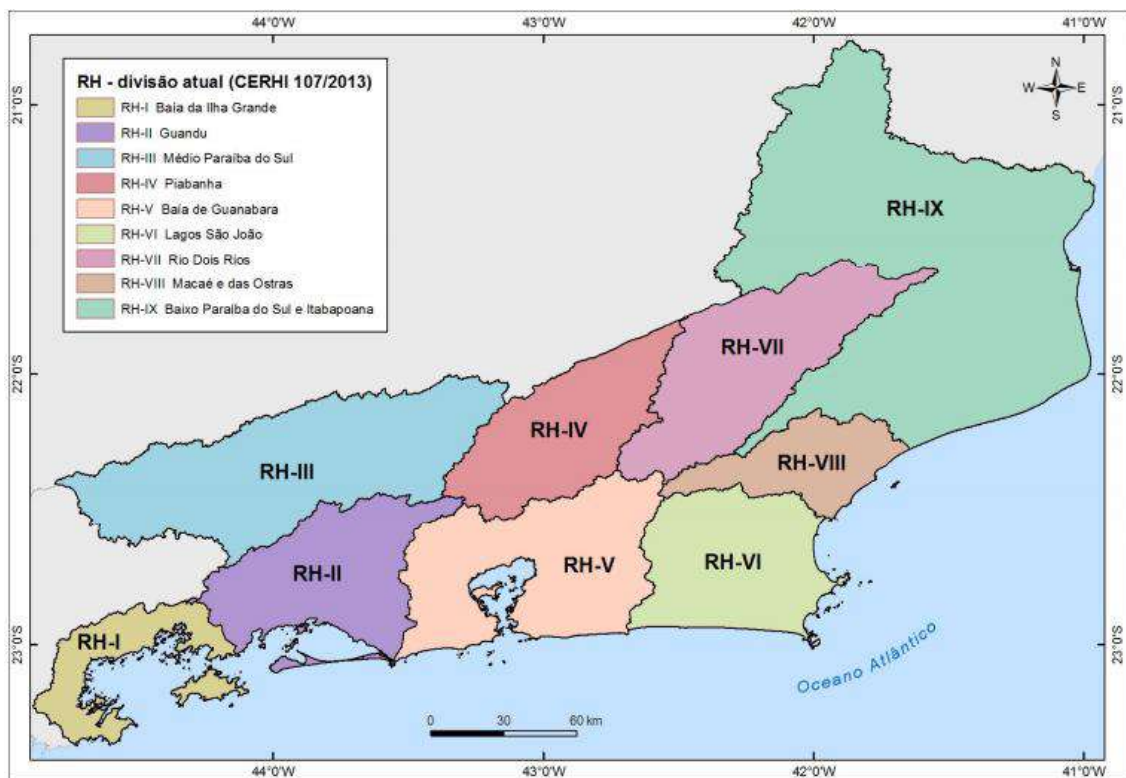 44°0'W 43°0'W 42°0'W 41°0'W
RH - divisão atual (CERHI 107/2013)
RH-I Baía da Ilha Grande
RH-II Guandu
RH-III Médio Paraíba do Sul
RH-IV Piabanha
RH-V Baía de Guanabara
RH-VI Lagos São João
RH-VII Rio Dois Rios
RH-VIII Macaé e das Ostras
RH-IX Baixo Paraíba do Sul e Itabapoana
N
W E
S
21°0'S 21°0'S
RH-IX
RH-VII
22°0'S 22°0'S
RH-IV
RH-VIII
RH-III
RH-VI
RH-V
RH-II
RH-I
23°0'S 23°0'S
Oceano Atlântico
0 30 60 km
44°0'W 43°0'W 42°0'W 41°0'W